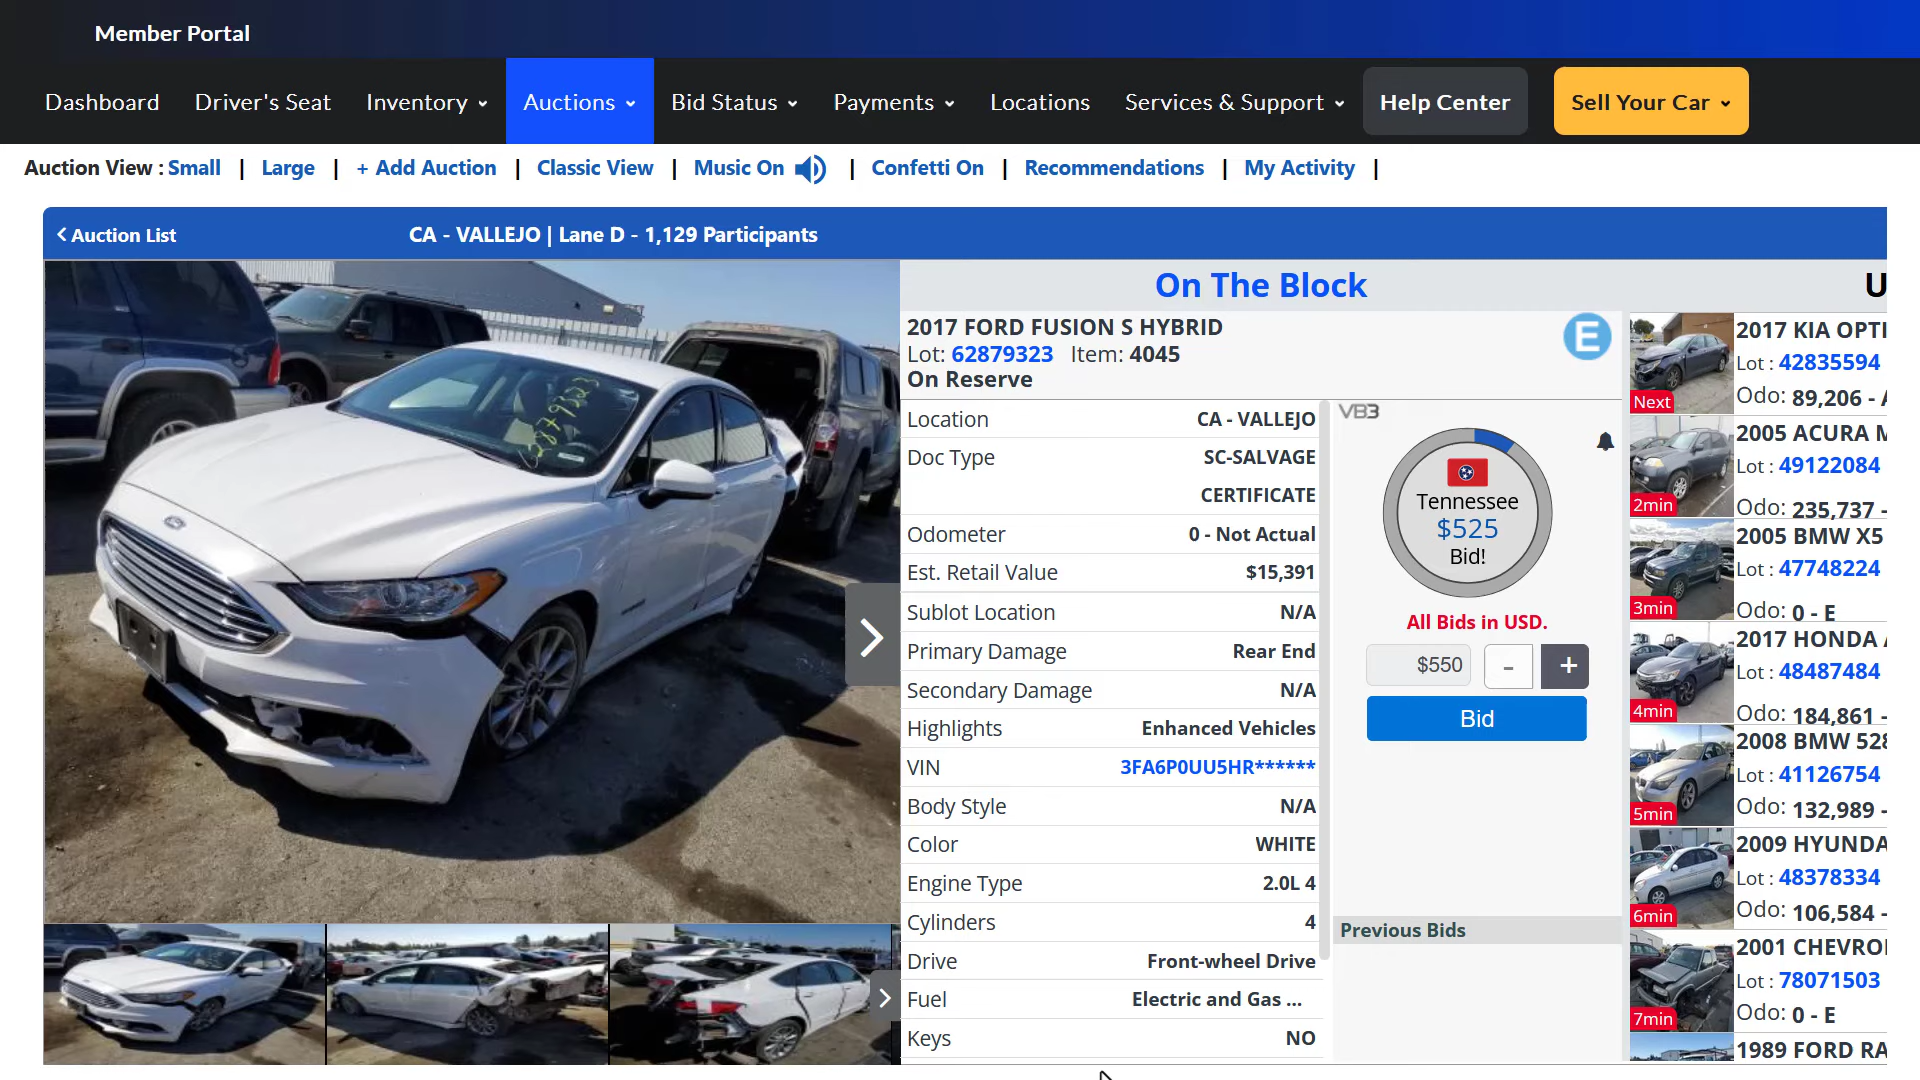 Member Portal
Dashboard Driver's Seat Inventory Auctions Bid Status Payments Locations Services & Support Help Center Sell Your Car
Auction View : Small | Large | + Add Auction | Classic View | Music On | Confetti On | Recommendations | My Activity |
Auction List CA - VALLEJO | Lane D - 1,129 Participants
On The Block U
2017 FORD FUSION S HYBRID
Lot: 62879323 Item: 4045
On Reserve
E
Location CA - VALLEJO
Doc Type SC-SALVAGE
CERTIFICATE
Odometer 0 - Not Actual
Est. Retail Value $15,391
Sublot Location N/A
Primary Damage Rear End
Secondary Damage N/A
Highlights Enhanced Vehicles
VIN 3FA6P0UU5HR******
Body Style N/A
Color WHITE
Engine Type 2.0L 4
Cylinders 4
Drive Front-wheel Drive
Fuel Electric and Gas ...
Keys NO
VB3
Tennessee
$525
Bid!
All Bids in USD.
$550 - +
Bid
Previous Bids
2017 KIA OPTI
Lot : 42835594
Odo: 89,206 - A
Next
2005 ACURA M
Lot : 49122084
Odo: 235,737 -
2min
2005 BMW X5
Lot : 47748224
Odo: 0 - E
3min
2017 HONDA A
Lot : 48487484
Odo: 184,861 -
4min
2008 BMW 528
Lot : 41126754
Odo: 132,989 -
5min
2009 HYUNDA
Lot : 48378334
Odo: 106,584 -
6min
2001 CHEVROL
Lot : 78071503
Odo: 0 - E
7min
1989 FORD RA
62879323